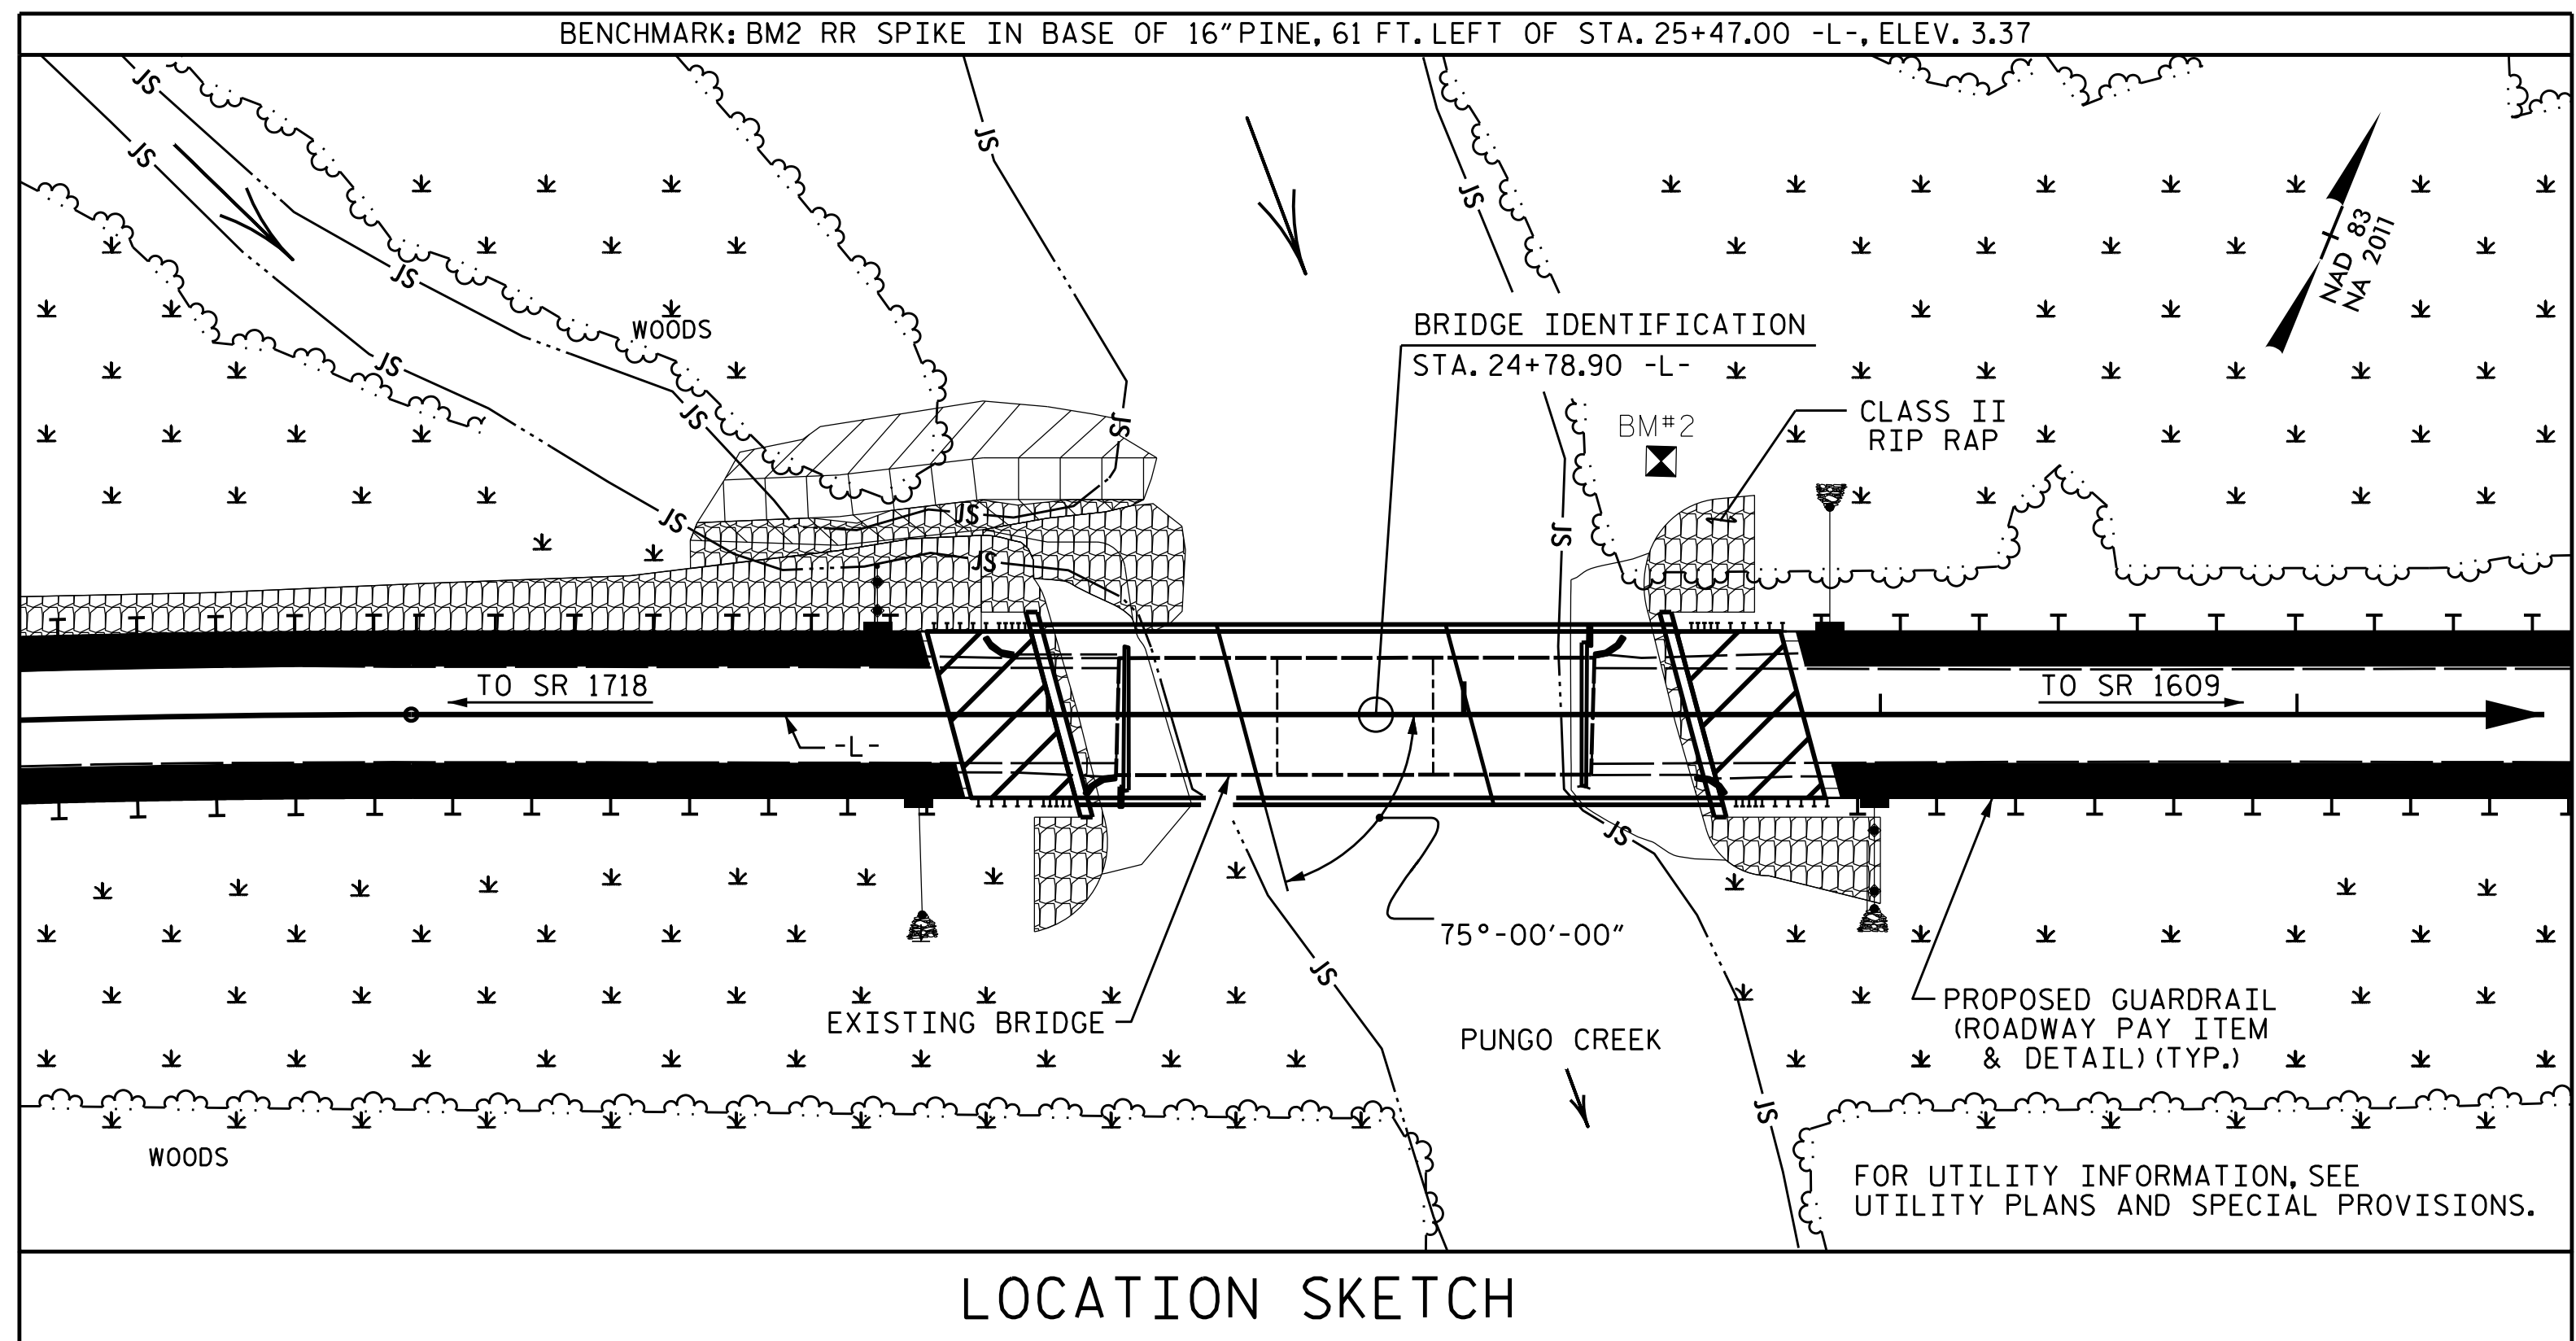 BENCHMARK: BM2 RR SPIKE IN BASE OF 16" PINE, 61 FT. LEFT OF STA. 25+47.00 -L-, ELEV. 3.37
JS
JS
JS
JS
NAD 83
NA 2011
JS
WOODS
BRIDGE IDENTIFICATION
STA. 24+78.90 -L-
JS
JS
JS
BM#2
CLASS II
RIP RAP
JS
JS
JS
JS
TO SR 1718
TO SR 1609
-L-
JS
75°-00'-00"
JS
EXISTING BRIDGE
PUNGO CREEK
PROPOSED GUARDRAIL
(ROADWAY PAY ITEM
& DETAIL) (TYP.)
JS
WOODS
FOR UTILITY INFORMATION, SEE
UTILITY PLANS AND SPECIAL PROVISIONS.
LOCATION SKETCH